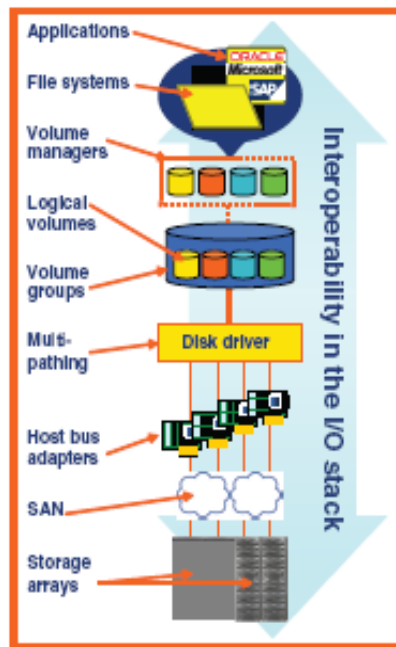 Applications
ORACLE
Microsoft
SAP
File systems
Volume
managers
Logical
volumes
Volume
groups
Multi-
pathing
Disk driver
Host bus
adapters
SAN
Storage
arrays
Interoperability in the I/O stack